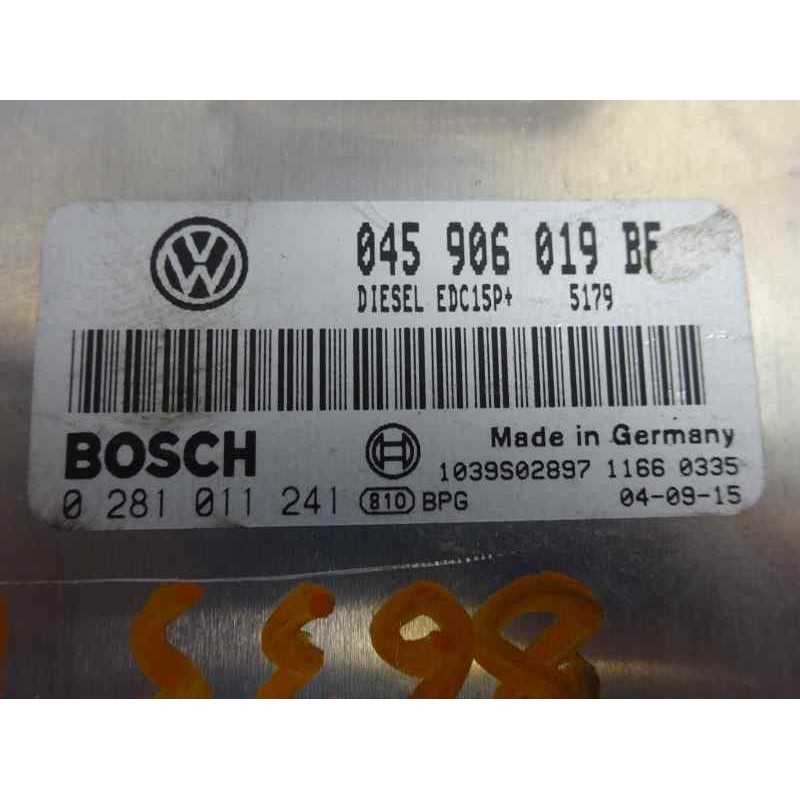 045 906 019 BF
DIESEL EDC15P+ 5179
BOSCH
Made in Germany
1039S02897 1166 0335
0 281 011 241 810 BPG
04-09-15